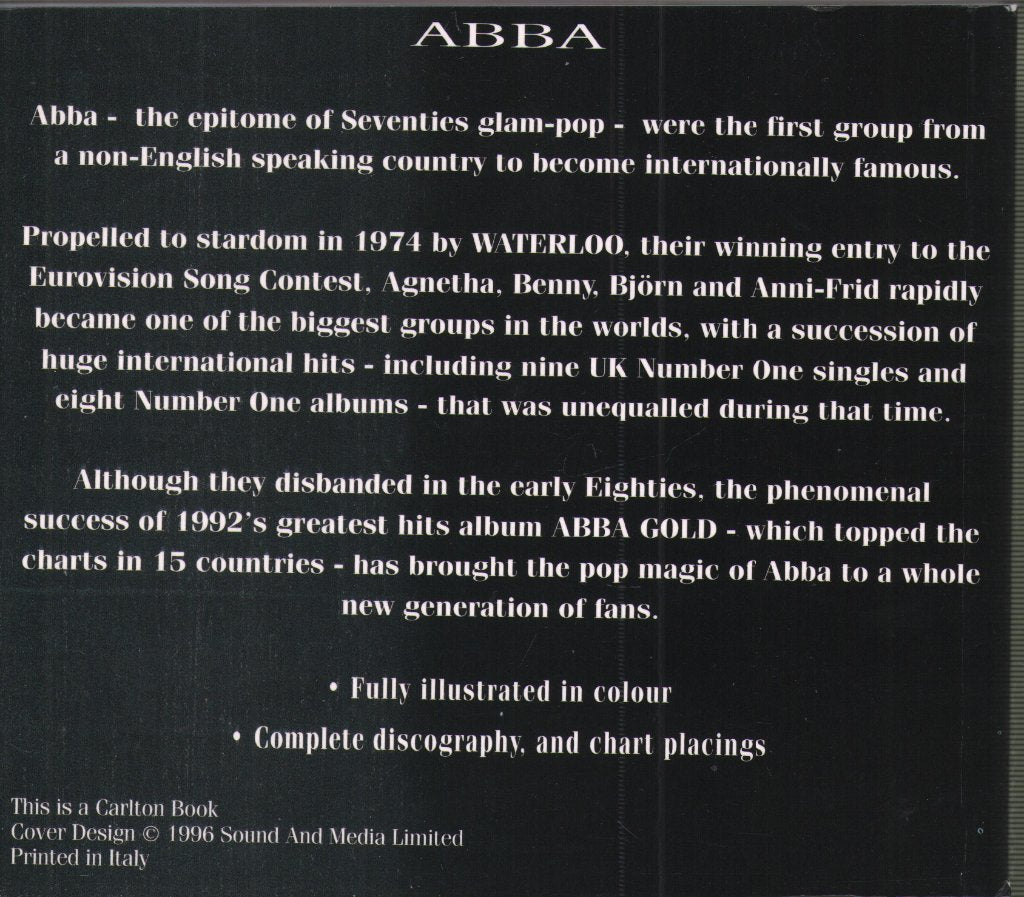 ABBA
Abba - the epitome of Seventies glam-pop - were the first group from
a non-English speaking country to become internationally famous.
Propelled to stardom in 1974 by WATERLOO, their winning entry to the
Eurovision Song Contest, Agnetha, Benny, Björn and Anni-Frid rapidly
became one of the biggest groups in the worlds, with a succession of
huge international hits - including nine UK Number One singles and
eight Number One albums - that was unequalled during that time.
Although they disbanded in the early Eighties, the phenomenal
success of 1992's greatest hits album ABBA GOLD - which topped the
charts in 15 countries - has brought the pop magic of Abba to a whole
new generation of fans.
• Fully illustrated in colour
• Complete discography, and chart placings
This is a Carlton Book
Cover Design © 1996 Sound And Media Limited
Printed in Italy